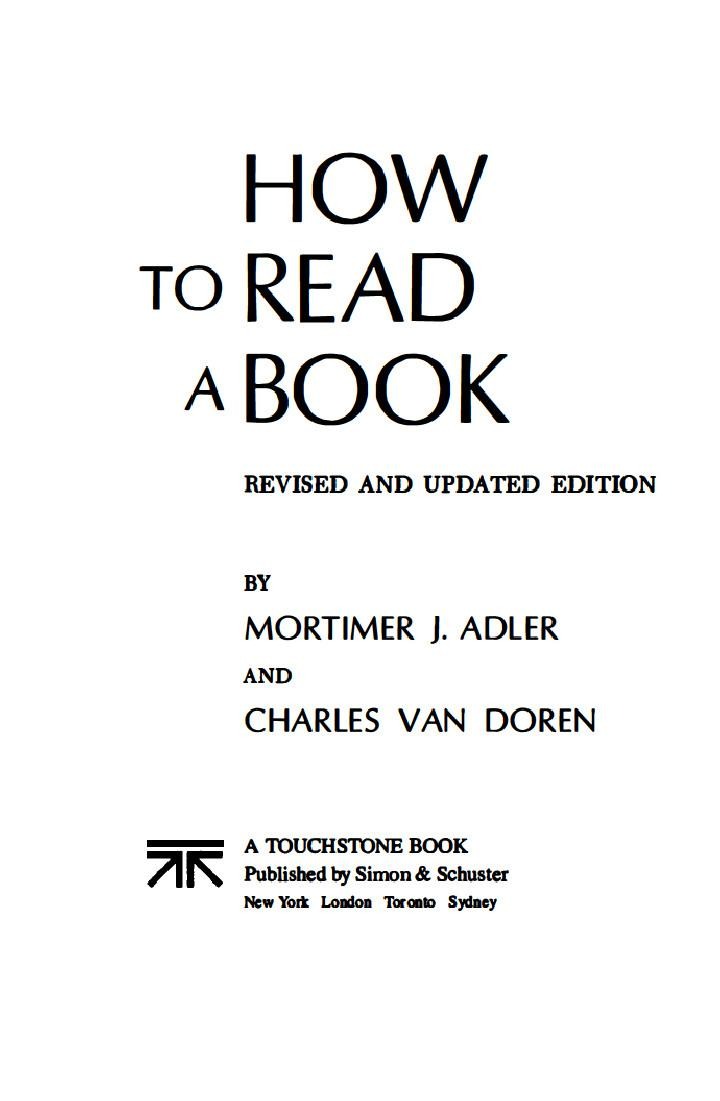 HOW
TO READ
A BOOK
REVISED AND UPDATED EDITION
BY
MORTIMER J. ADLER
AND
CHARLES VAN DOREN
A TOUCHSTONE BOOK
Published by Simon & Schuster
New York London Toronto Sydney